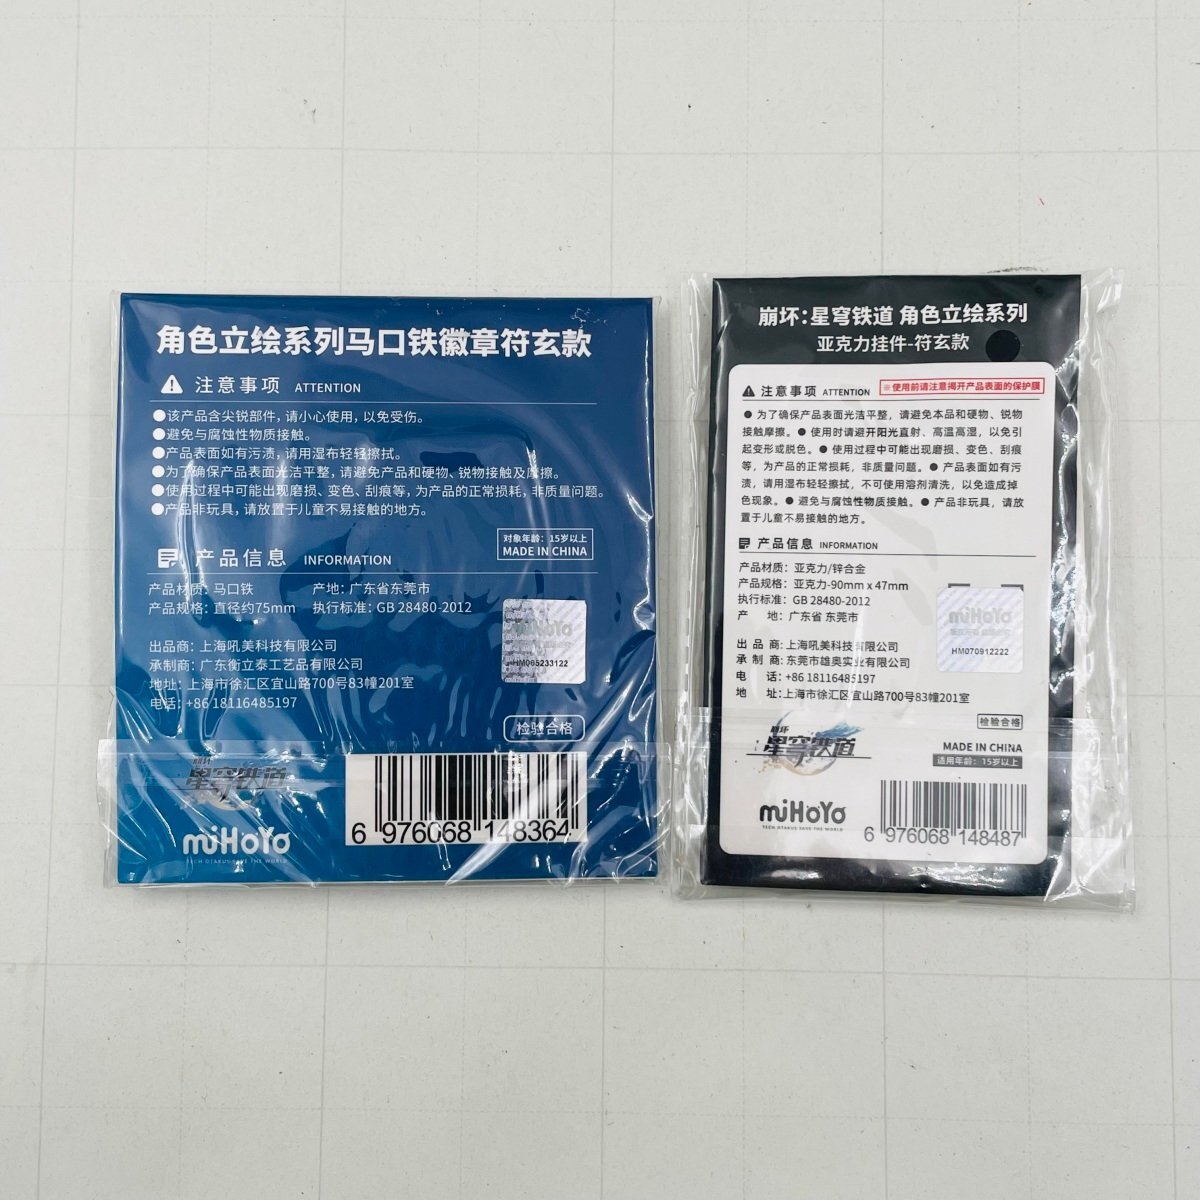 角色立绘系列马口铁徽章符玄款
注意事项 ATTENTION
●该产品含尖锐部件，请小心使用，以免受伤。
●避免与腐蚀性物质接触。
●产品表面如有污渍，请用湿布轻轻擦拭。
●为了确保产品表面光洁平整，请避免产品和硬物、锐物接触及摩擦。
●使用过程中可能出现磨损、变色、刮痕等，为产品的正常损耗，非质量问题。
●产品非玩具，请放置于儿童不易接触的地方。
对象年龄：15岁以上
MADE IN CHINA
产品信息 INFORMATION
产品材质：马口铁 产地：广东省东莞市
产品规格：直径约75mm 执行标准：GB 28480-2012
miHoYo
HM065233122
出品商：上海吼美科技有限公司
承制商：广东衡立泰工艺品有限公司
地址：上海市徐汇区宜山路700号83幢201室
电话：+86 18116485197
检验合格
崩坏
星穹铁道
miHoYo
TECH OTAKUS SAVE THE WORLD
6 976068 148364
崩坏：星穹铁道 角色立绘系列
亚克力挂件-符玄款
注意事项 ATTENTION ※使用前请注意揭开产品表面的保护膜
● 为了确保产品表面光洁平整，请避免本品和硬物、锐物
接触摩擦。● 使用时请避开阳光直射、高温高湿，以免引
起变形或脱色。● 使用过程中可能出现磨损、变色、刮痕
等，为产品的正常损耗，非质量问题。● 产品表面如有污
渍，请用湿布轻轻擦拭，不可使用溶剂清洗，以免造成掉
色现象。● 避免与腐蚀性物质接触。● 产品非玩具，请放
置于儿童不易接触的地方。
产品信息 INFORMATION
产品材质：亚克力/锌合金
产品规格：亚克力-90mm x 47mm
执行标准：GB 28480-2012
产 地：广东省 东莞市
miHoYo
HM070912222
出品商：上海吼美科技有限公司
承制商：东莞市雄奥实业有限公司
电 话：+86 18116485197
地 址：上海市徐汇区宜山路700号83幢201室
检验合格
崩坏
星穹铁道
MADE IN CHINA
适用年龄：15岁以上
miHoYo
TECH OTAKUS SAVE THE WORLD
6 976068 148487